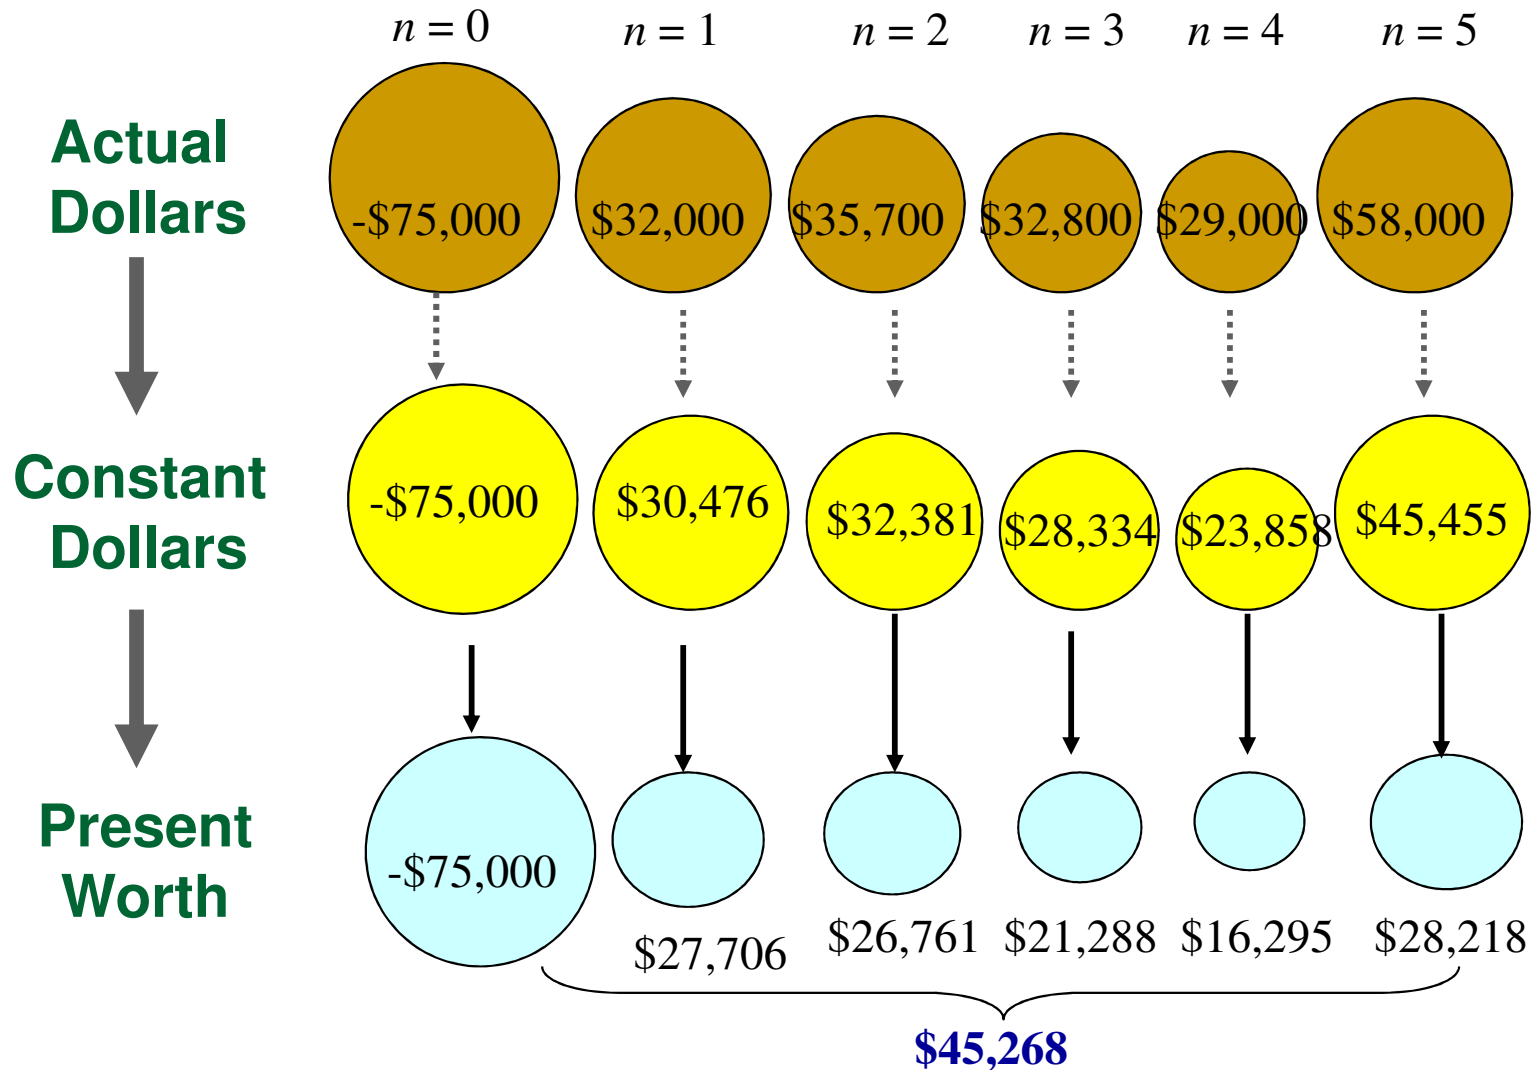 n = 0 n = 1 n = 2 n = 3 n = 4 n = 5
Actual
Dollars
-$75,000 $32,000 $35,700 $32,800 $29,000 $58,000
Constant
Dollars
-$75,000 $30,476 $32,381 $28,334 $23,858 $45,455
Present
Worth
-$75,000 $27,706 $26,761 $21,288 $16,295 $28,218
$45,268